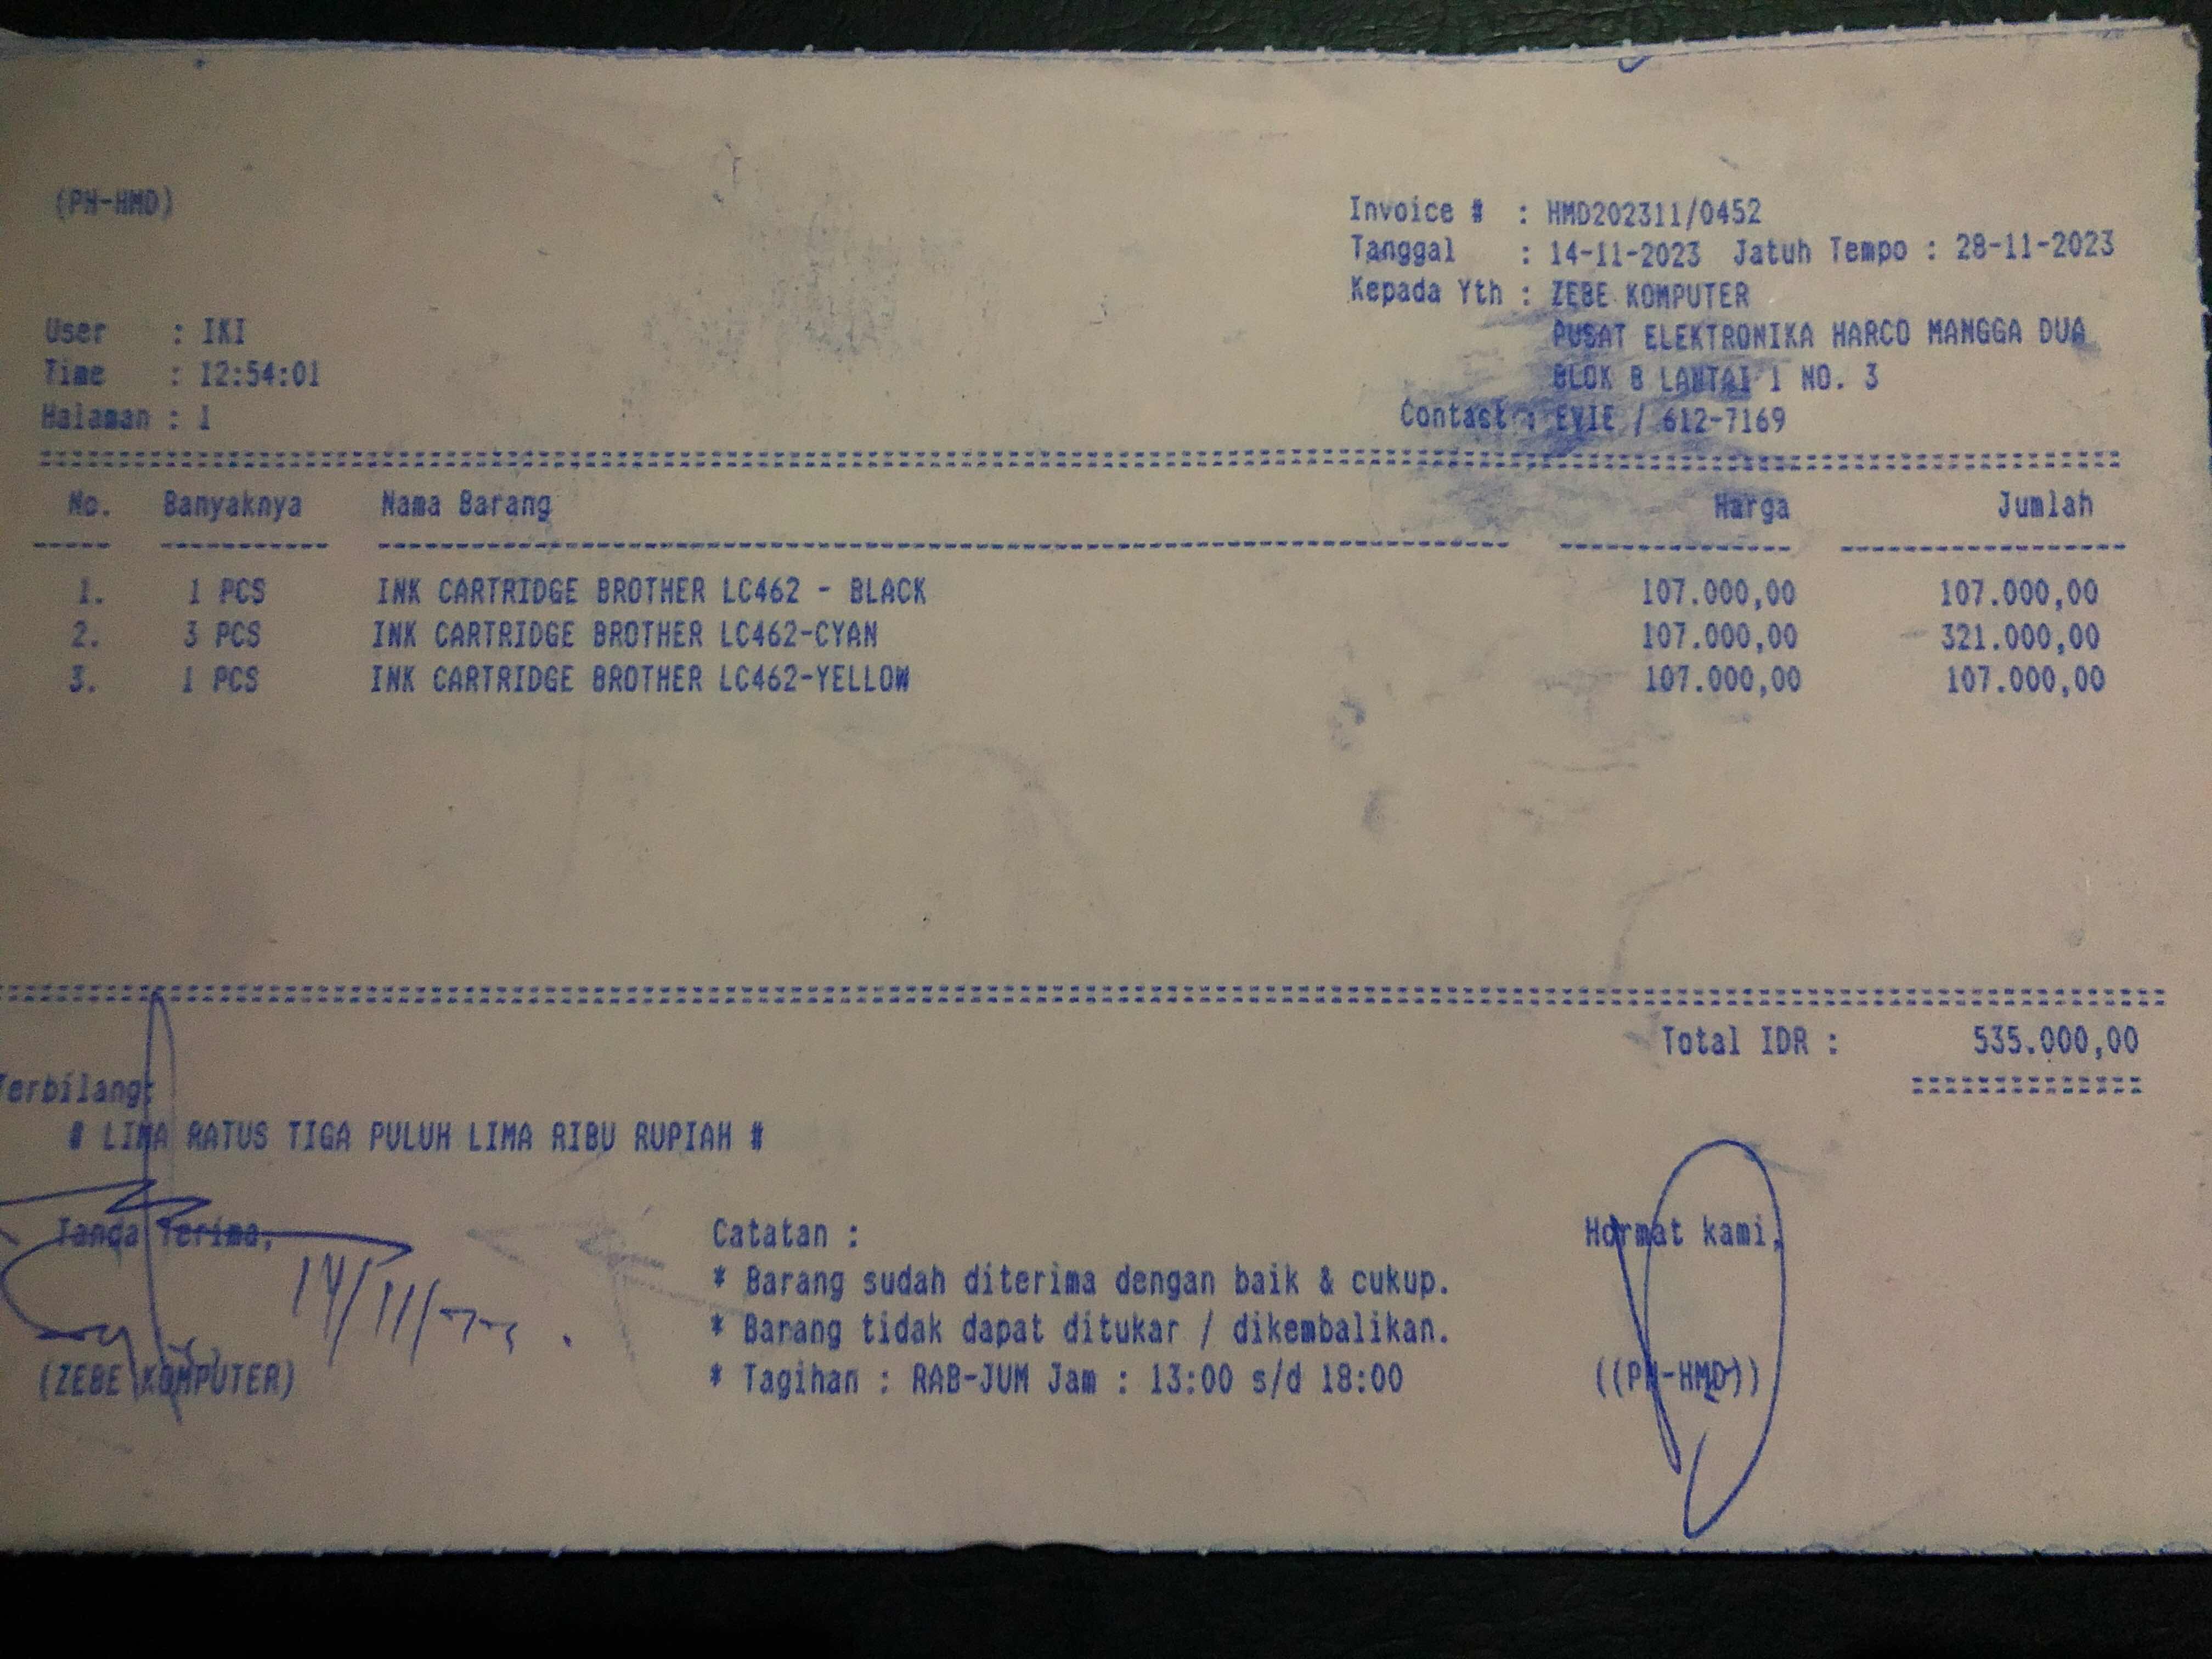 (PH-HMD)
Invoice # : HMD202311/0452
Tanggal : 14-11-2023 Jatuh Tempo : 28-11-2023
Kepada Yth : ZEBE KOMPUTER
PUSAT ELEKTRONIKA HARCO MANGGA DUA
BLOK B LANTAI 1 NO. 3
Contact : EVIE / 612-7169
User : IKI
Time : 12:54:01
Halaman : 1
No. Banyaknya Nama Barang Harga Jumlah
1. 1 PCS INK CARTRIDGE BROTHER LC462 - BLACK 107.000,00 107.000,00
2. 3 PCS INK CARTRIDGE BROTHER LC462-CYAN 107.000,00 321.000,00
3. 1 PCS INK CARTRIDGE BROTHER LC462-YELLOW 107.000,00 107.000,00
Total IDR : 535.000,00
Terbilang:
# LIMA RATUS TIGA PULUH LIMA RIBU RUPIAH #
Tanda Terima,
14/11/
(ZEBE KOMPUTER)
Catatan :
* Barang sudah diterima dengan baik & cukup.
* Barang tidak dapat ditukar / dikembalikan.
* Tagihan : RAB-JUM Jam : 13:00 s/d 18:00
Hormat kami,
((PH-HMD))